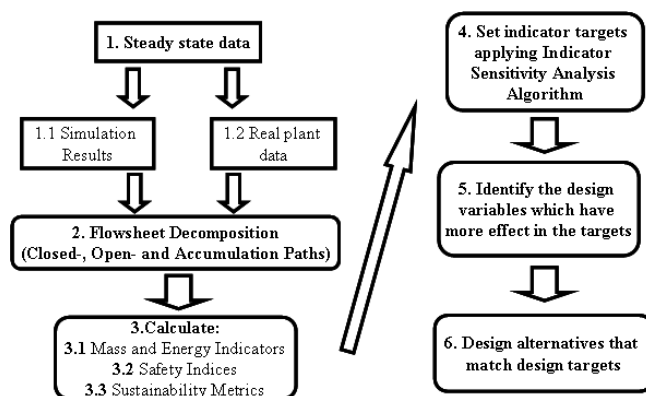 1. Steady state data
1.1 Simulation
Results
1.2 Real plant
data
2. Flowsheet Decomposition
(Closed-, Open- and Accumulation Paths)
3.Calculate:
3.1 Mass and Energy Indicators
3.2 Safety Indices
3.3 Sustainability Metrics
4. Set indicator targets
applying Indicator
Sensitivity Analysis
Algorithm
5. Identify the design
variables which have
more effect in the targets
6. Design alternatives that
match design targets